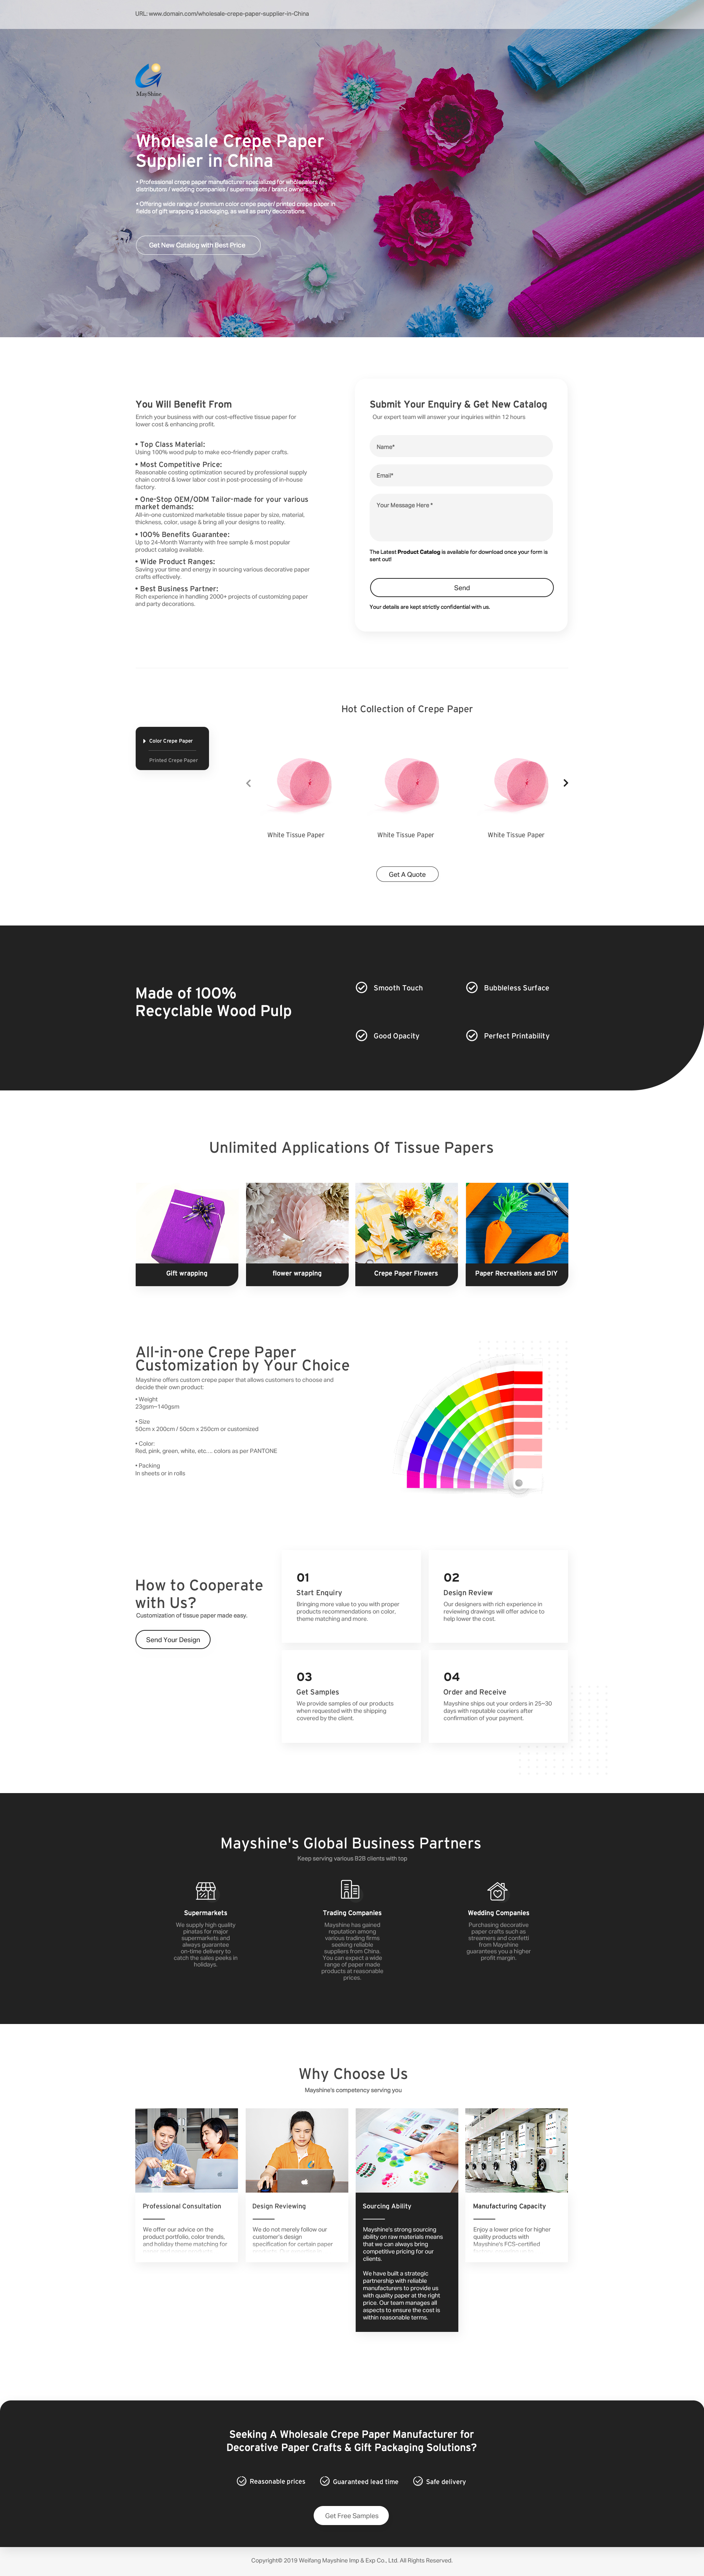 URL: www.domain.com/wholesale-crepe-paper-supplier-in-China
MayShine
Wholesale Crepe Paper
Supplier in China
• Professional crepe paper manufacturer specialized for wholesalers /
distributors / wedding companies / supermarkets / brand owners
• Offering wide range of premium color crepe paper/ printed crepe paper in
fields of gift wrapping & packaging, as well as party decorations.
Get New Catalog with Best Price
You Will Benefit From
Enrich your business with our cost-effective tissue paper for
lower cost & enhancing profit.
• Top Class Material:
Using 100% wood pulp to make eco-friendly paper crafts.
• Most Competitive Price:
Reasonable costing optimization secured by professional supply
chain control & lower labor cost in post-processing of in-house
factory.
• One-Stop OEM/ODM Tailor-made for your various
market demands:
All-in-one customized marketable tissue paper by size, material,
thickness, color, usage & bring all your designs to reality.
• 100% Benefits Guarantee:
Up to 24-Month Warranty with free sample & most popular
product catalog available.
• Wide Product Ranges:
Saving your time and energy in sourcing various decorative paper
crafts effectively.
• Best Business Partner:
Rich experience in handling 2000+ projects of customizing paper
and party decorations.
Submit Your Enquiry & Get New Catalog
Our expert team will answer your inquiries within 12 hours
Name*
Email*
Your Message Here *
The Latest Product Catalog is available for download once your form is
sent out!
Send
Your details are kept strictly confidential with us.
Hot Collection of Crepe Paper
Color Crepe Paper
Printed Crepe Paper
White Tissue Paper
White Tissue Paper
White Tissue Paper
Get A Quote
Made of 100%
Recyclable Wood Pulp
Smooth Touch
Bubbleless Surface
Good Opacity
Perfect Printability
Unlimited Applications Of Tissue Papers
Gift wrapping
flower wrapping
Crepe Paper Flowers
Paper Recreations and DIY
All-in-one Crepe Paper
Customization by Your Choice
Mayshine offers custom crepe paper that allows customers to choose and
decide their own product:
• Weight
23gsm~140gsm
• Size
50cm x 200cm / 50cm x 250cm or customized
• Color:
Red, pink, green, white, etc…, colors as per PANTONE
• Packing
In sheets or in rolls
How to Cooperate
with Us?
Customization of tissue paper made easy.
Send Your Design
01
Start Enquiry
Bringing more value to you with proper
products recommendations on color,
theme matching and more.
02
Design Review
Our designers with rich experience in
reviewing drawings will offer advice to
help lower the cost.
03
Get Samples
We provide samples of our products
when requested with the shipping
covered by the client.
04
Order and Receive
Mayshine ships out your orders in 25~30
days with reputable couriers after
confirmation of your payment.
Mayshine's Global Business Partners
Keep serving various B2B clients with top
Supermarkets
We supply high quality
pinatas for major
supermarkets and
always guarantee
on-time delivery to
catch the sales peeks in
holidays.
Trading Companies
Mayshine has gained
reputation among
various trading firms
seeking reliable
suppliers from China.
You can expect a wide
range of paper made
products at reasonable
prices.
Wedding Companies
Purchasing decorative
paper crafts such as
streamers and confetti
from Mayshine
guarantees you a higher
profit margin.
Why Choose Us
Mayshine's competency serving you
Professional Consultation
We offer our advice on the
product portfolio, color trends,
and holiday theme matching for
Design Reviewing
We do not merely follow our
customer's design
specification for certain paper
Sourcing Ability
Mayshine's strong sourcing
ability on raw materials means
that we can always bring
competitive pricing for our
clients.
We have built a strategic
partnership with reliable
manufacturers to provide us
with quality paper at the right
price. Our team manages all
aspects to ensure the cost is
within reasonable terms.
Manufacturing Capacity
Enjoy a lower price for higher
quality products with
Mayshine's FCS-certified
Seeking A Wholesale Crepe Paper Manufacturer for
Decorative Paper Crafts & Gift Packaging Solutions?
Reasonable prices
Guaranteed lead time
Safe delivery
Get Free Samples
Copyright© 2019 Weifang Mayshine Imp & Exp Co., Ltd. All Rights Reserved.